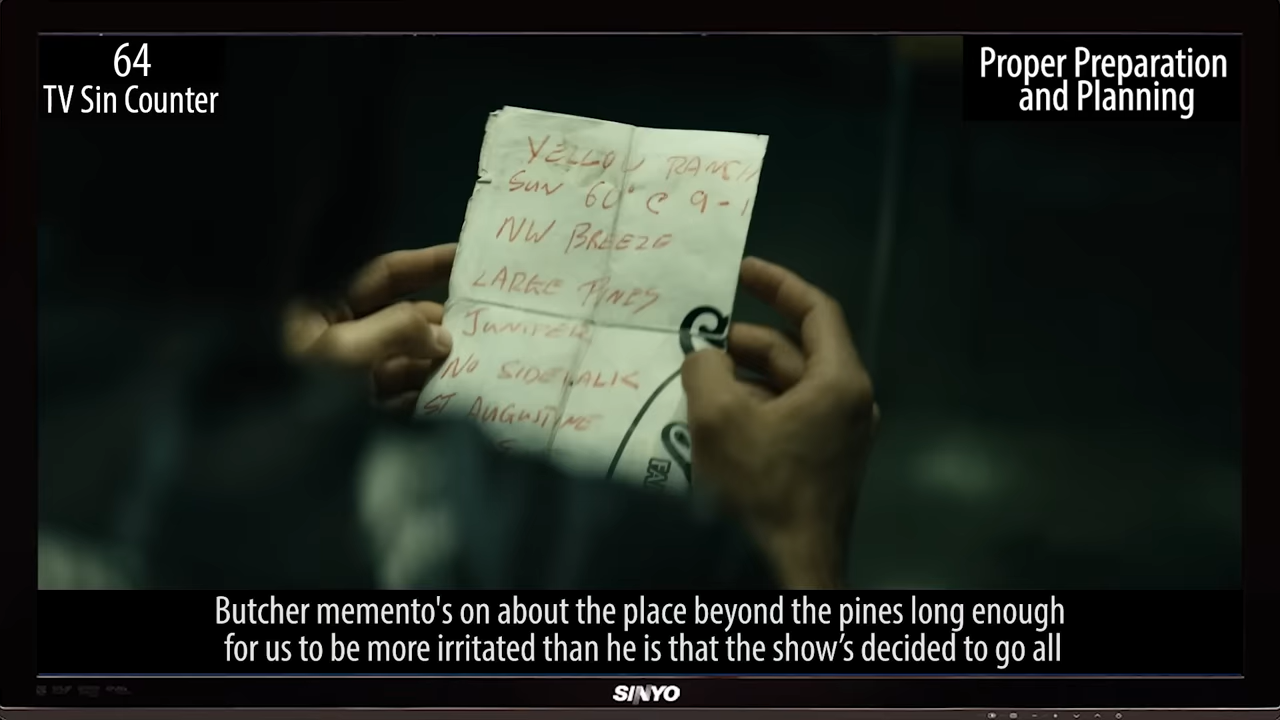 64
TV Sin Counter
Proper Preparation
and Planning
YELLOW RANCH
SUN 60°C 9-1
NW BREEZE
LARGE PINES
JUNIPER
NO SIDEWALK
ST AUGUSTINE
Butcher memento's on about the place beyond the pines long enough
for us to be more irritated than he is that the show's decided to go all
SINYO